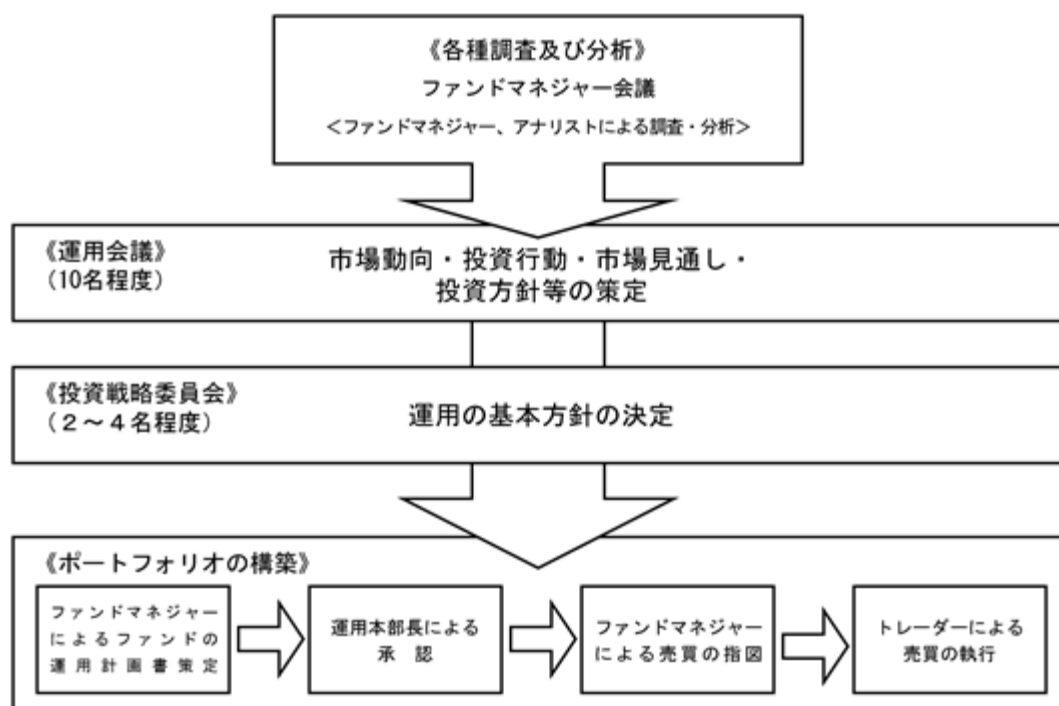 《各種調査及び分析》
ファンドマネジャー会議
＜ファンドマネジャー、アナリストによる調査・分析＞
《運用会議》
（10名程度）
市場動向・投資行動・市場見通し・
投資方針等の策定
《投資戦略委員会》
（２～４名程度）
運用の基本方針の決定
《ポートフォリオの構築》
ファンドマネジャー
によるファンドの
運用計画書策定
運用本部長による
承　認
ファンドマネジャー
による売買の指図
トレーダーによる
売買の執行